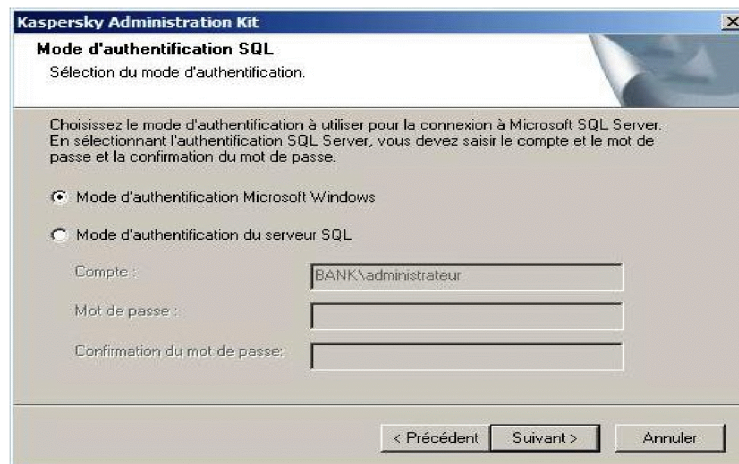 Kaspersky Administration Kit
Mode d'authentification SQL
Sélection du mode d'authentification.
Choisissez le mode d'authentification à utiliser pour la connexion à Microsoft SQL Server.
En sélectionnant l'authentification SQL Server, vous devez saisir le compte et le mot de
passe et la confirmation du mot de passe.
Mode d'authentification Microsoft Windows
Mode d'authentification du serveur SQL
Compte :
BANK\administrateur
Mot de passe :
Confirmation du mot de passe:
< Précédent
Suivant >
Annuler